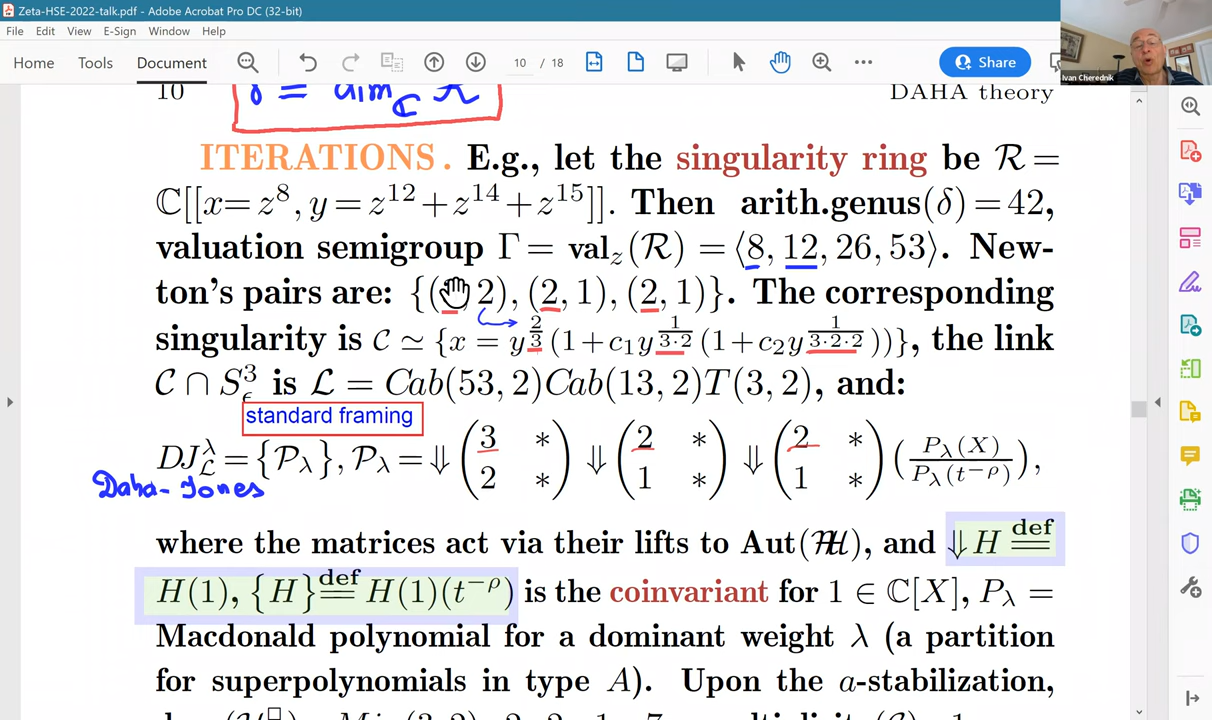 Zeta-HSE-2022-talk.pdf - Adobe Acrobat Pro DC (32-bit)
File Edit View E-Sign Window Help
Home Tools Document 10 / 18 Share
Ivan Cherednik
10 δ = dim_ℂ ℛ DAHA theory
ITERATIONS. E.g., let the singularity ring be ℛ =
ℂ[[x= z^8, y = z^12 + z^14 + z^15]]. Then arith.genus(δ) = 42,
valuation semigroup Γ = val_z(ℛ) = ⟨8, 12, 26, 53⟩. New-
ton's pairs are: {( , 2), (2, 1), (2, 1)}. The corresponding
singularity is 𝒞 ≃ {x = y^{2/3}(1+c_1y^{1/(3·2)}(1+c_2y^{1/(3·2·2)}))}, the link
𝒞 ∩ S_ϵ^3 is ℒ = Cab(53, 2)Cab(13, 2)T(3, 2), and:
standard framing
DJ_ℒ^λ = {𝒫_λ}, 𝒫_λ = ⇓ (3 * / 2 *) ⇓ (2 * / 1 *) ⇓ (2 * / 1 *) (P_λ(X)/P_λ(t^{-ρ})),
Daha-Jones
where the matrices act via their lifts to Aut(ℋℋ), and ⇓H def==
H(1), {H} def== H(1)(t^{-ρ}) is the coinvariant for 1 ∈ ℂ[X], P_λ =
Macdonald polynomial for a dominant weight λ (a partition
for superpolynomials in type A). Upon the a-stabilization,